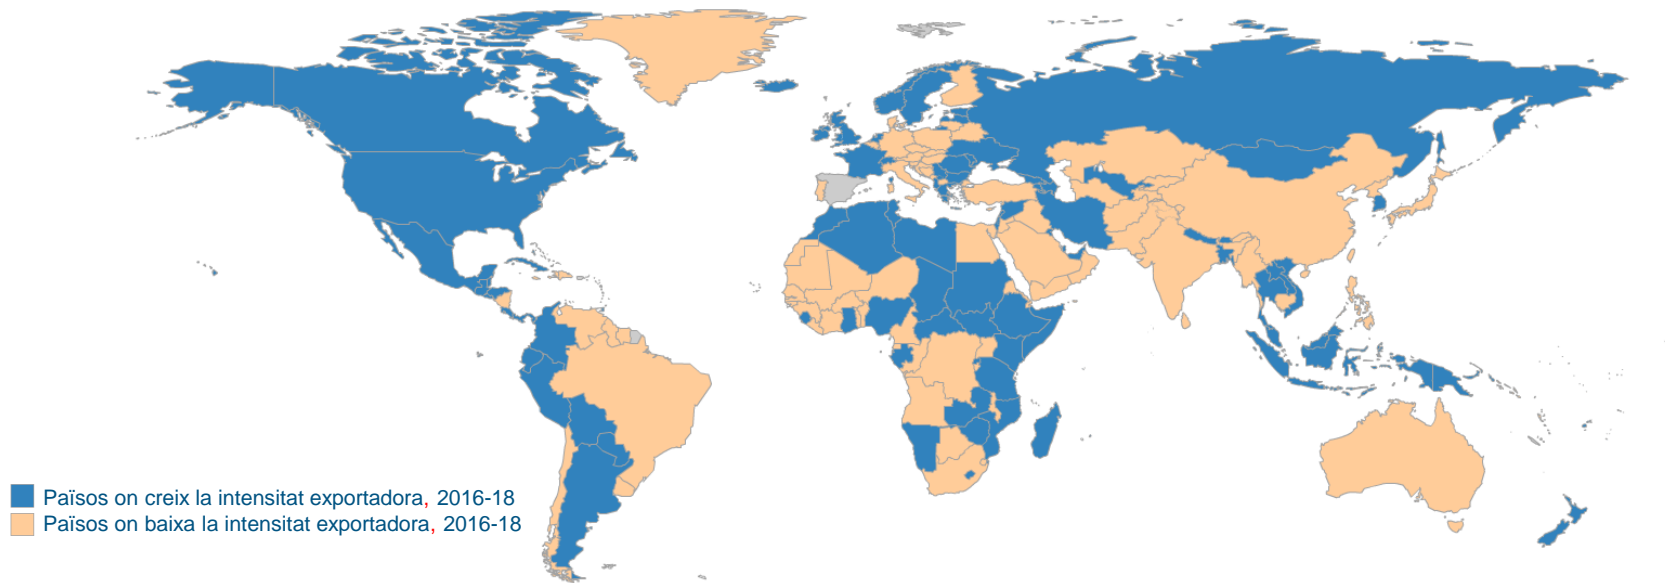 Països on creix la intensitat exportadora, 2016-18
Països on baixa la intensitat exportadora, 2016-18